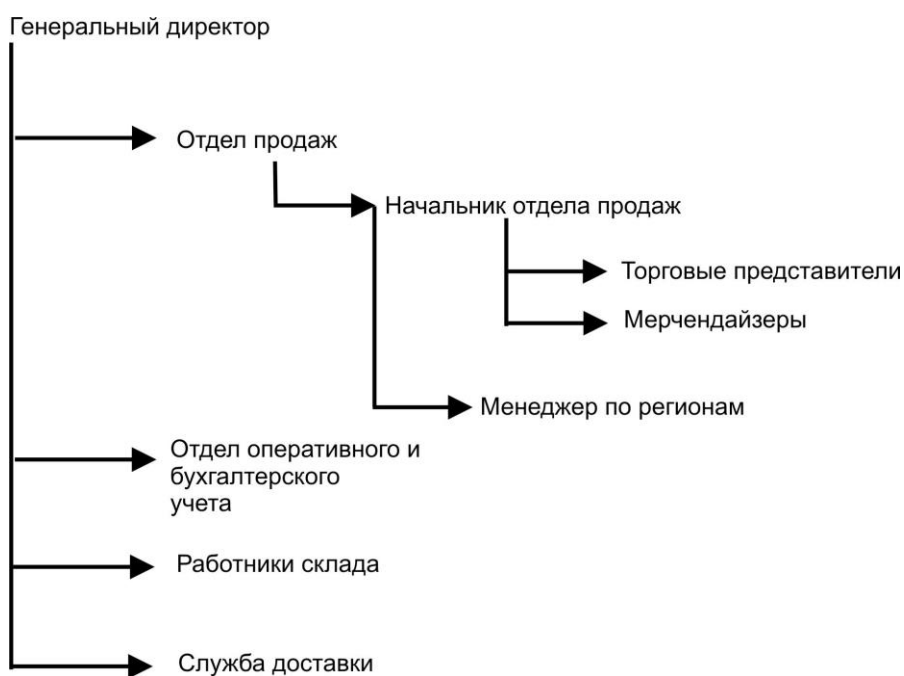 Генеральный директор
Отдел продаж
Начальник отдела продаж
Торговые представители
Мерчендайзеры
Менеджер по регионам
Отдел оперативного и
бухгалтерского
учета
Работники склада
Служба доставки